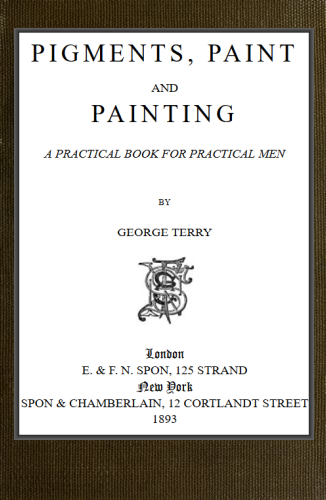 PIGMENTS, PAINT
AND
PAINTING
A PRACTICAL BOOK FOR PRACTICAL MEN
BY
GEORGE TERRY
London
E. & F. N. SPON, 125 STRAND
New York
SPON & CHAMBERLAIN, 12 CORTLANDT STREET
1893